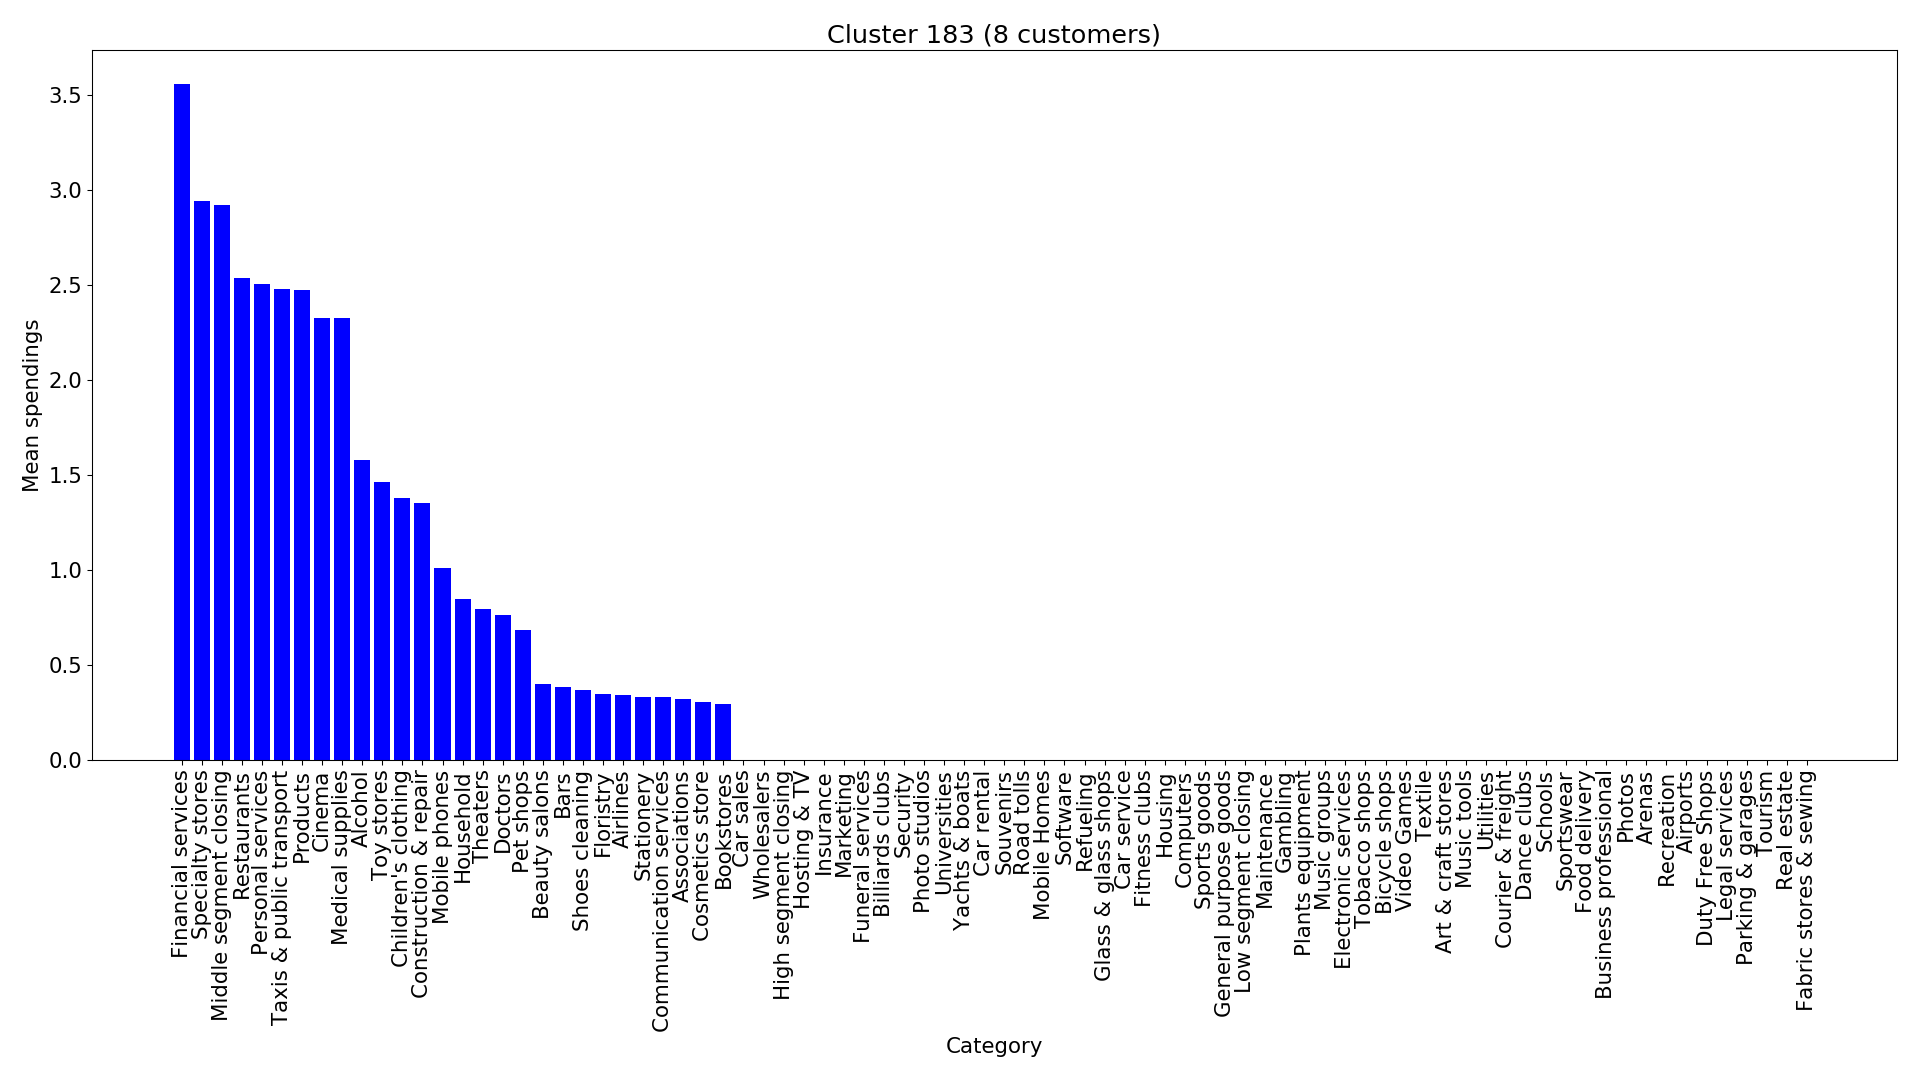 Cluster 183 (8 customers)
Mean spendings
3.5
3.0
2.5
2.0
1.5
1.0
0.5
0.0
Financial services
Specialty stores
Middle segment closing
Restaurants
Personal services
Taxis & public transport
Products
Cinema
Medical supplies
Alcohol
Toy stores
Children's clothing
Construction & repair
Mobile phones
Household
Theaters
Doctors
Pet shops
Beauty salons
Bars
Shoes cleaning
Floristry
Airlines
Stationery
Communication services
Associations
Cosmetics store
Bookstores
Car sales
Wholesalers
High segment closing
Hosting & TV
Insurance
Marketing
Funeral services
Billiards clubs
Security
Photo studios
Universities
Yachts & boats
Car rental
Souvenirs
Road tolls
Mobile Homes
Software
Refueling
Glass & glass shops
Car service
Fitness clubs
Housing
Computers
Sports goods
General purpose goods
Low segment closing
Maintenance
Gambling
Plants equipment
Music groups
Electronic services
Tobacco shops
Bicycle shops
Video Games
Textile
Art & craft stores
Music tools
Utilities
Courier & freight
Dance clubs
Schools
Sportswear
Food delivery
Business professional
Photos
Arenas
Recreation
Airports
Duty Free Shops
Legal services
Parking & garages
Tourism
Real estate
Fabric stores & sewing
Category